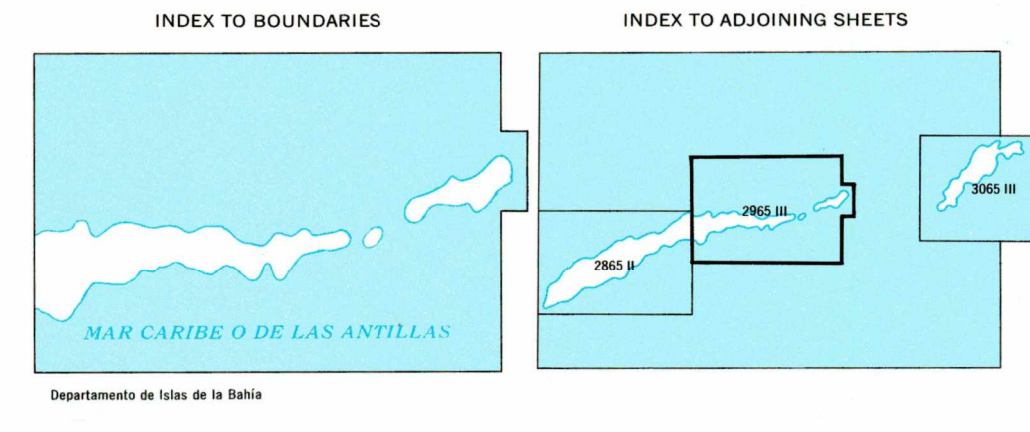 INDEX TO BOUNDARIES
MAR CARIBE O DE LAS ANTILLAS
Departamento de Islas de la Bahía
INDEX TO ADJOINING SHEETS
3065 III
2965 III
2865 II